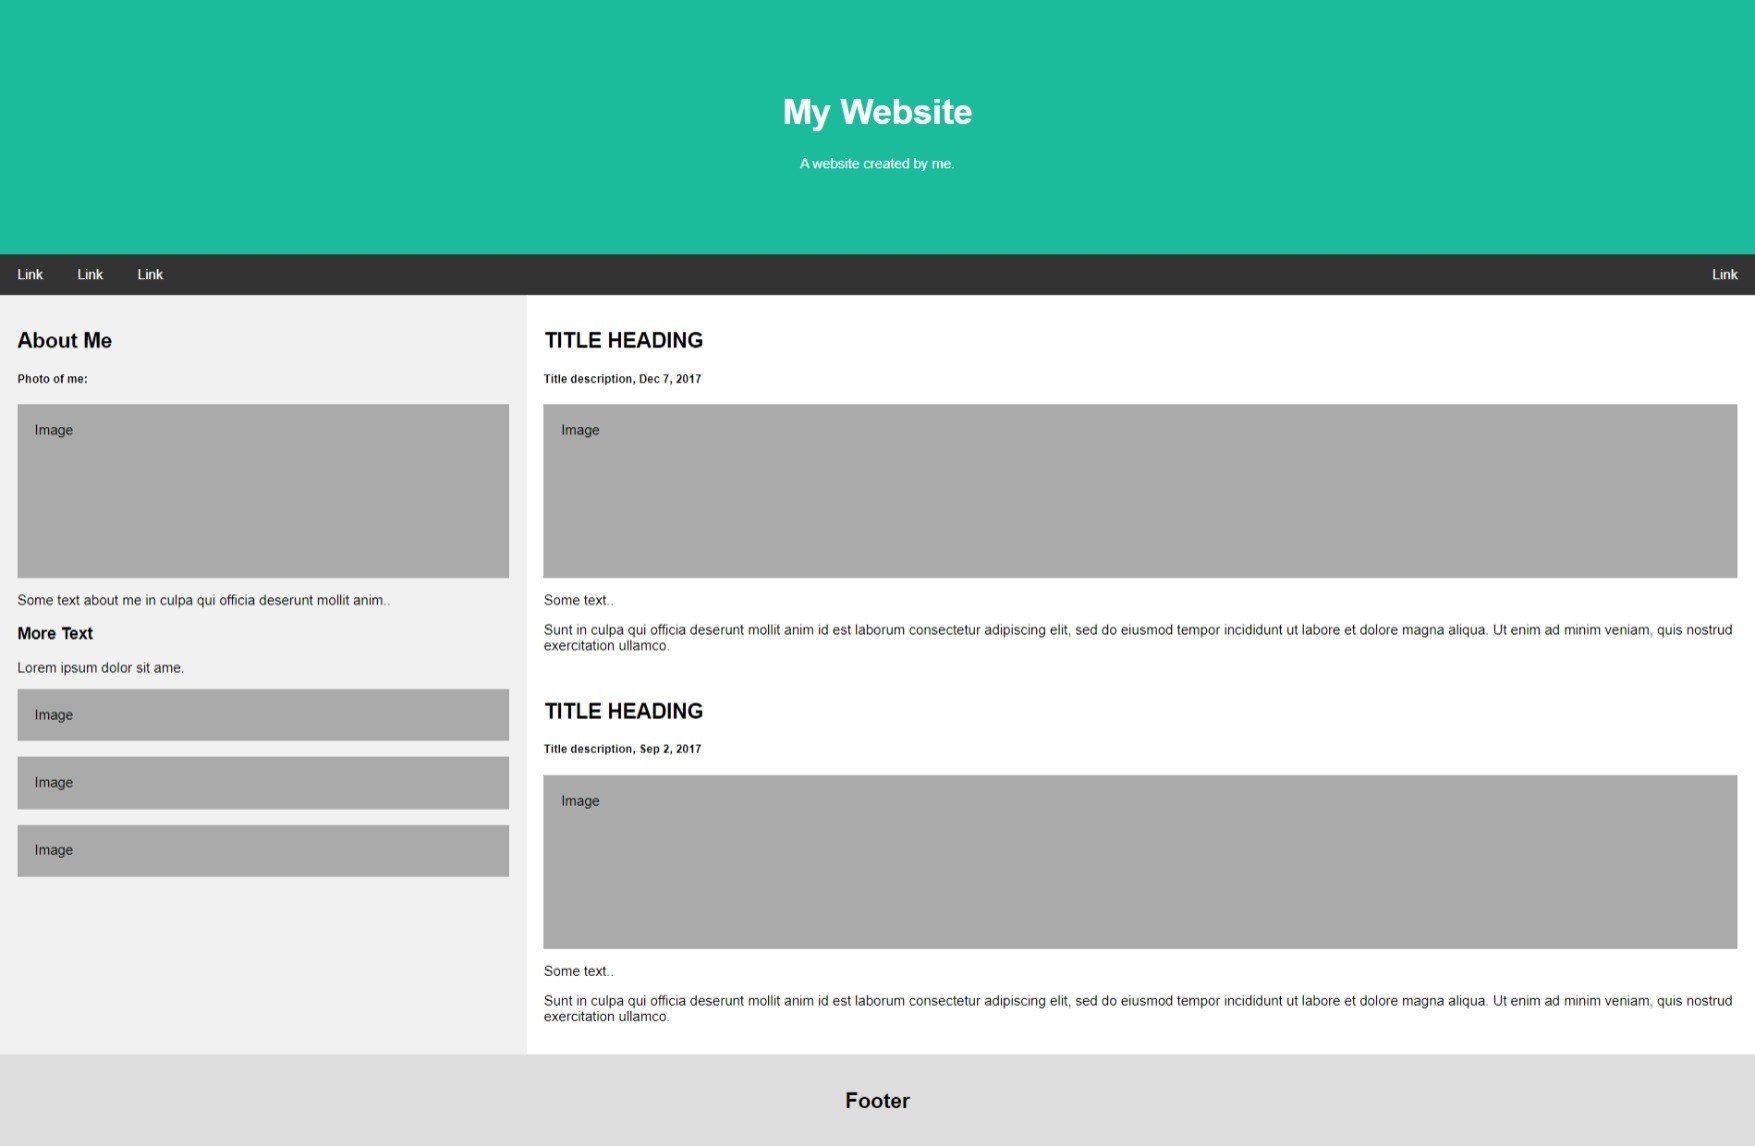 My Website
A website created by me.
Link Link Link Link
About Me
Photo of me:
Image
Some text about me in culpa qui officia deserunt mollit anim..
More Text
Lorem ipsum dolor sit ame.
Image
Image
Image
TITLE HEADING
Title description, Dec 7, 2017
Image
Some text..
Sunt in culpa qui officia deserunt mollit anim id est laborum consectetur adipiscing elit, sed do eiusmod tempor incididunt ut labore et dolore magna aliqua. Ut enim ad minim veniam, quis nostrud
exercitation ullamco.
TITLE HEADING
Title description, Sep 2, 2017
Image
Some text..
Sunt in culpa qui officia deserunt mollit anim id est laborum consectetur adipiscing elit, sed do eiusmod tempor incididunt ut labore et dolore magna aliqua. Ut enim ad minim veniam, quis nostrud
exercitation ullamco.
Footer